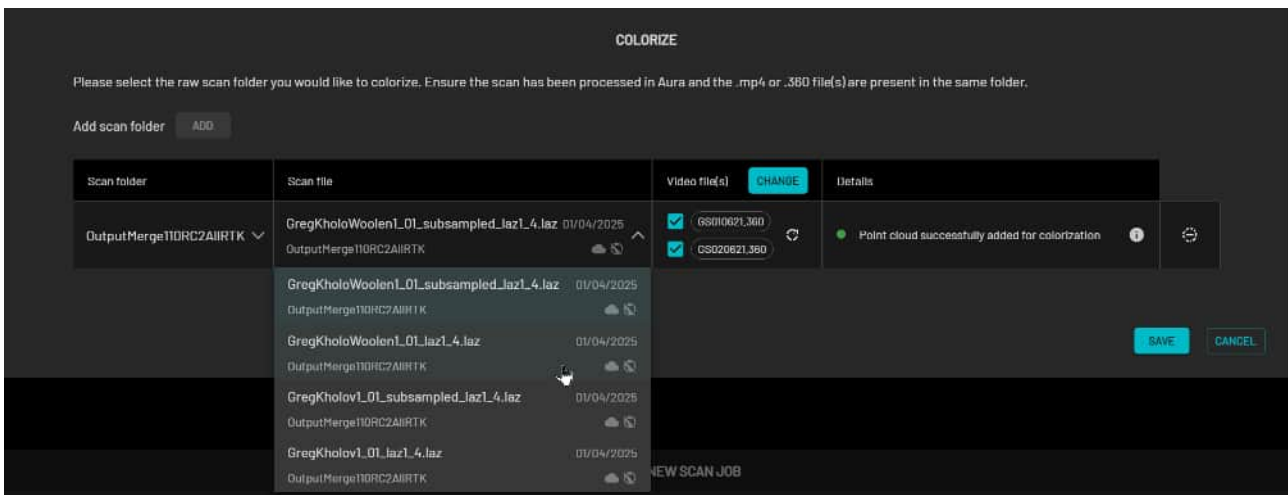 COLORIZE
Please select the raw scan folder you would like to colorize. Ensure the scan has been processed in Aura and the .mp4 or .360 file(s) are present in the same folder.
Add scan folder ADD
Scan folder Scan file Video file(s) CHANGE Details
OutputMerge110RC2AllRTK GregKholoWoolen1_01_subsampled_laz1_4.laz 01/04/2025
OutputMerge110RC2AllRTK
GS010621.360
GS020621.360
Point cloud successfully added for colorization
GregKholoWoolen1_01_subsampled_laz1_4.laz 01/04/2025
OutputMerge110RC2AllRTK
GregKholoWoolen1_01_laz1_4.laz 01/04/2025
OutputMerge110RC2AllRTK
GregKholov1_01_subsampled_laz1_4.laz 01/04/2025
OutputMerge110RC2AllRTK
GregKholov1_01_laz1_4.laz 01/04/2025
OutputMerge110RC2AllRTK
SAVE CANCEL
NEW SCAN JOB